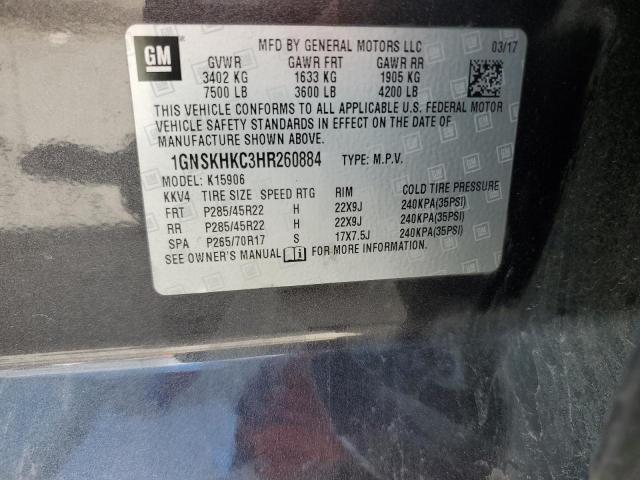 GM
MFD BY GENERAL MOTORS LLC 03/17
GVWR GAWR FRT GAWR RR
3402 KG 1633 KG 1905 KG
7500 LB 3600 LB 4200 LB
THIS VEHICLE CONFORMS TO ALL APPLICABLE U.S. FEDERAL MOTOR
VEHICLE SAFETY STANDARDS IN EFFECT ON THE DATE OF
MANUFACTURE SHOWN ABOVE.
1GNSKHKC3HR260884 TYPE: M.P.V.
MODEL: K15906
KKV4 TIRE SIZE SPEED RTG RIM COLD TIRE PRESSURE
FRT P285/45R22 H 22X9J 240KPA(35PSI)
RR P285/45R22 H 22X9J 240KPA(35PSI)
SPA P265/70R17 S 17X7.5J 240KPA(35PSI)
SEE OWNER'S MANUAL FOR MORE INFORMATION.